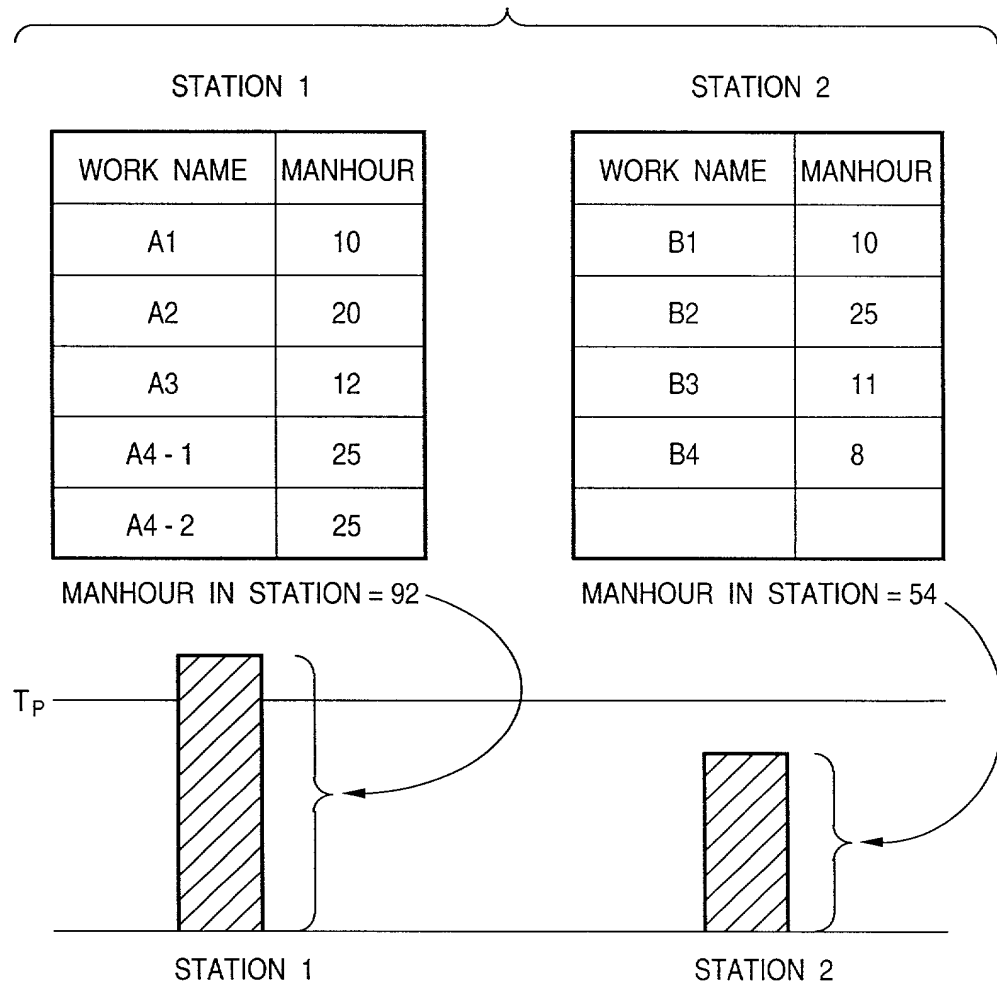 STATION 1
WORK NAME MANHOUR
A1 10
A2 20
A3 12
A4 - 1 25
A4 - 2 25
MANHOUR IN STATION = 92
STATION 2
WORK NAME MANHOUR
B1 10
B2 25
B3 11
B4 8
MANHOUR IN STATION = 54
TP
STATION 1
STATION 2